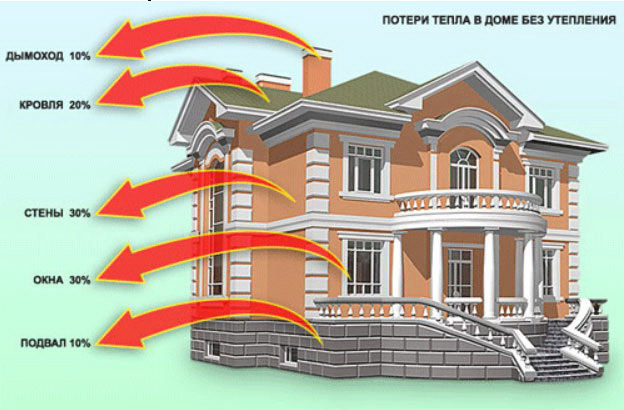 ПОТЕРИ ТЕПЛА В ДОМЕ БЕЗ УТЕПЛЕНИЯ
ДЫМОХОД 10%
КРОВЛЯ 20%
СТЕНЫ 30%
ОКНА 30%
ПОДВАЛ 10%